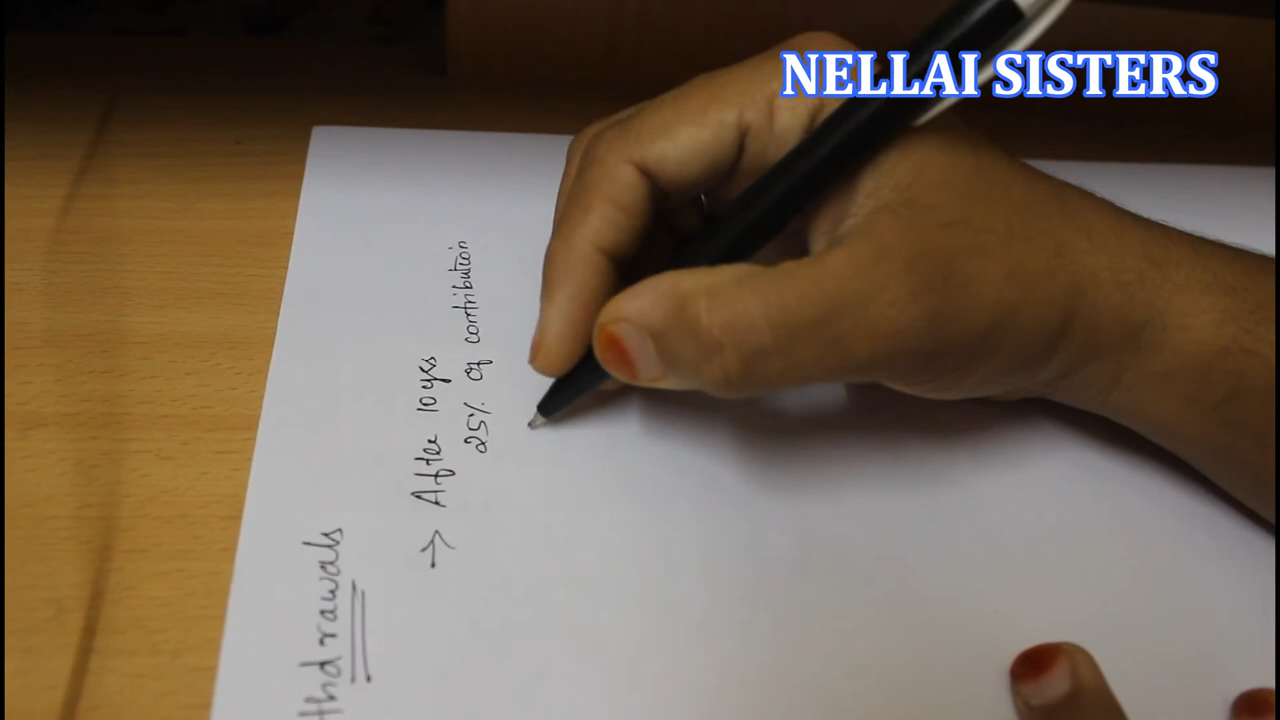 NELLAI SISTERS
thdrawals
→ After 10 yrs
25% of contribution